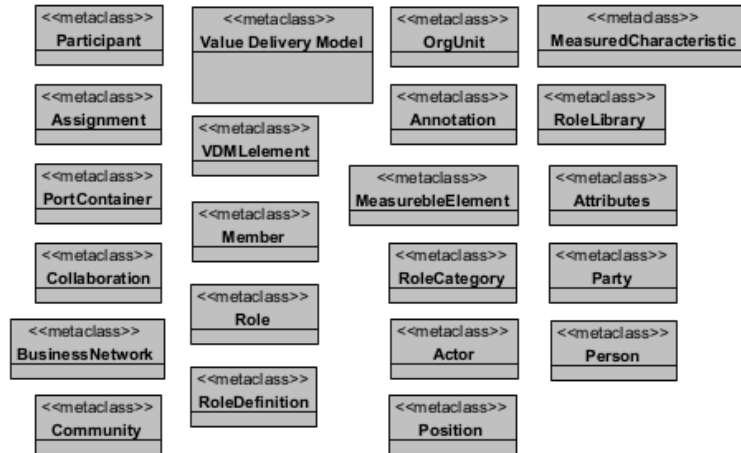 <<metaclass>>
Participant
<<metaclass>>
Value Delivery Model
<<metaclass>>
OrgUnit
<<metaclass>>
MeasuredCharacteristic
<<metaclass>>
Assignment
<<metaclass>>
VDMLelement
<<metaclass>>
Annotation
<<metaclass>>
RoleLibrary
<<metaclass>>
PortContainer
<<metaclass>>
Member
<<metaclass>>
MeasurebleElement
<<metaclass>>
Attributes
<<metaclass>>
Collaboration
<<metaclass>>
Role
<<metaclass>>
RoleCategory
<<metaclass>>
Party
<<metaclass>>
BusinessNetwork
<<metaclass>>
RoleDefinition
<<metaclass>>
Actor
<<metaclass>>
Person
<<metaclass>>
Community
<<metaclass>>
Position